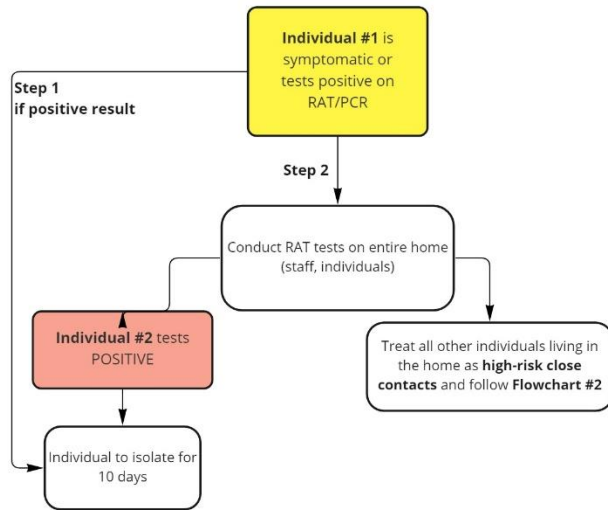 Individual #1 is
symptomatic or
tests positive on
RAT/PCR
Step 1
if positive result
Step 2
Conduct RAT tests on entire home
(staff, individuals)
Individual #2 tests
POSITIVE
Treat all other individuals living in
the home as high-risk close
contacts and follow Flowchart #2
Individual to isolate for
10 days